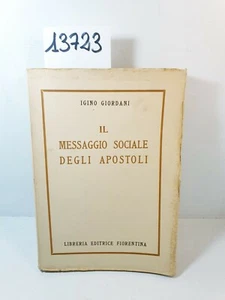 13723
IGINO GIORDANI
IL
MESSAGGIO SOCIALE
DEGLI APOSTOLI
LIBRERIA EDITRICE FIORENTINA